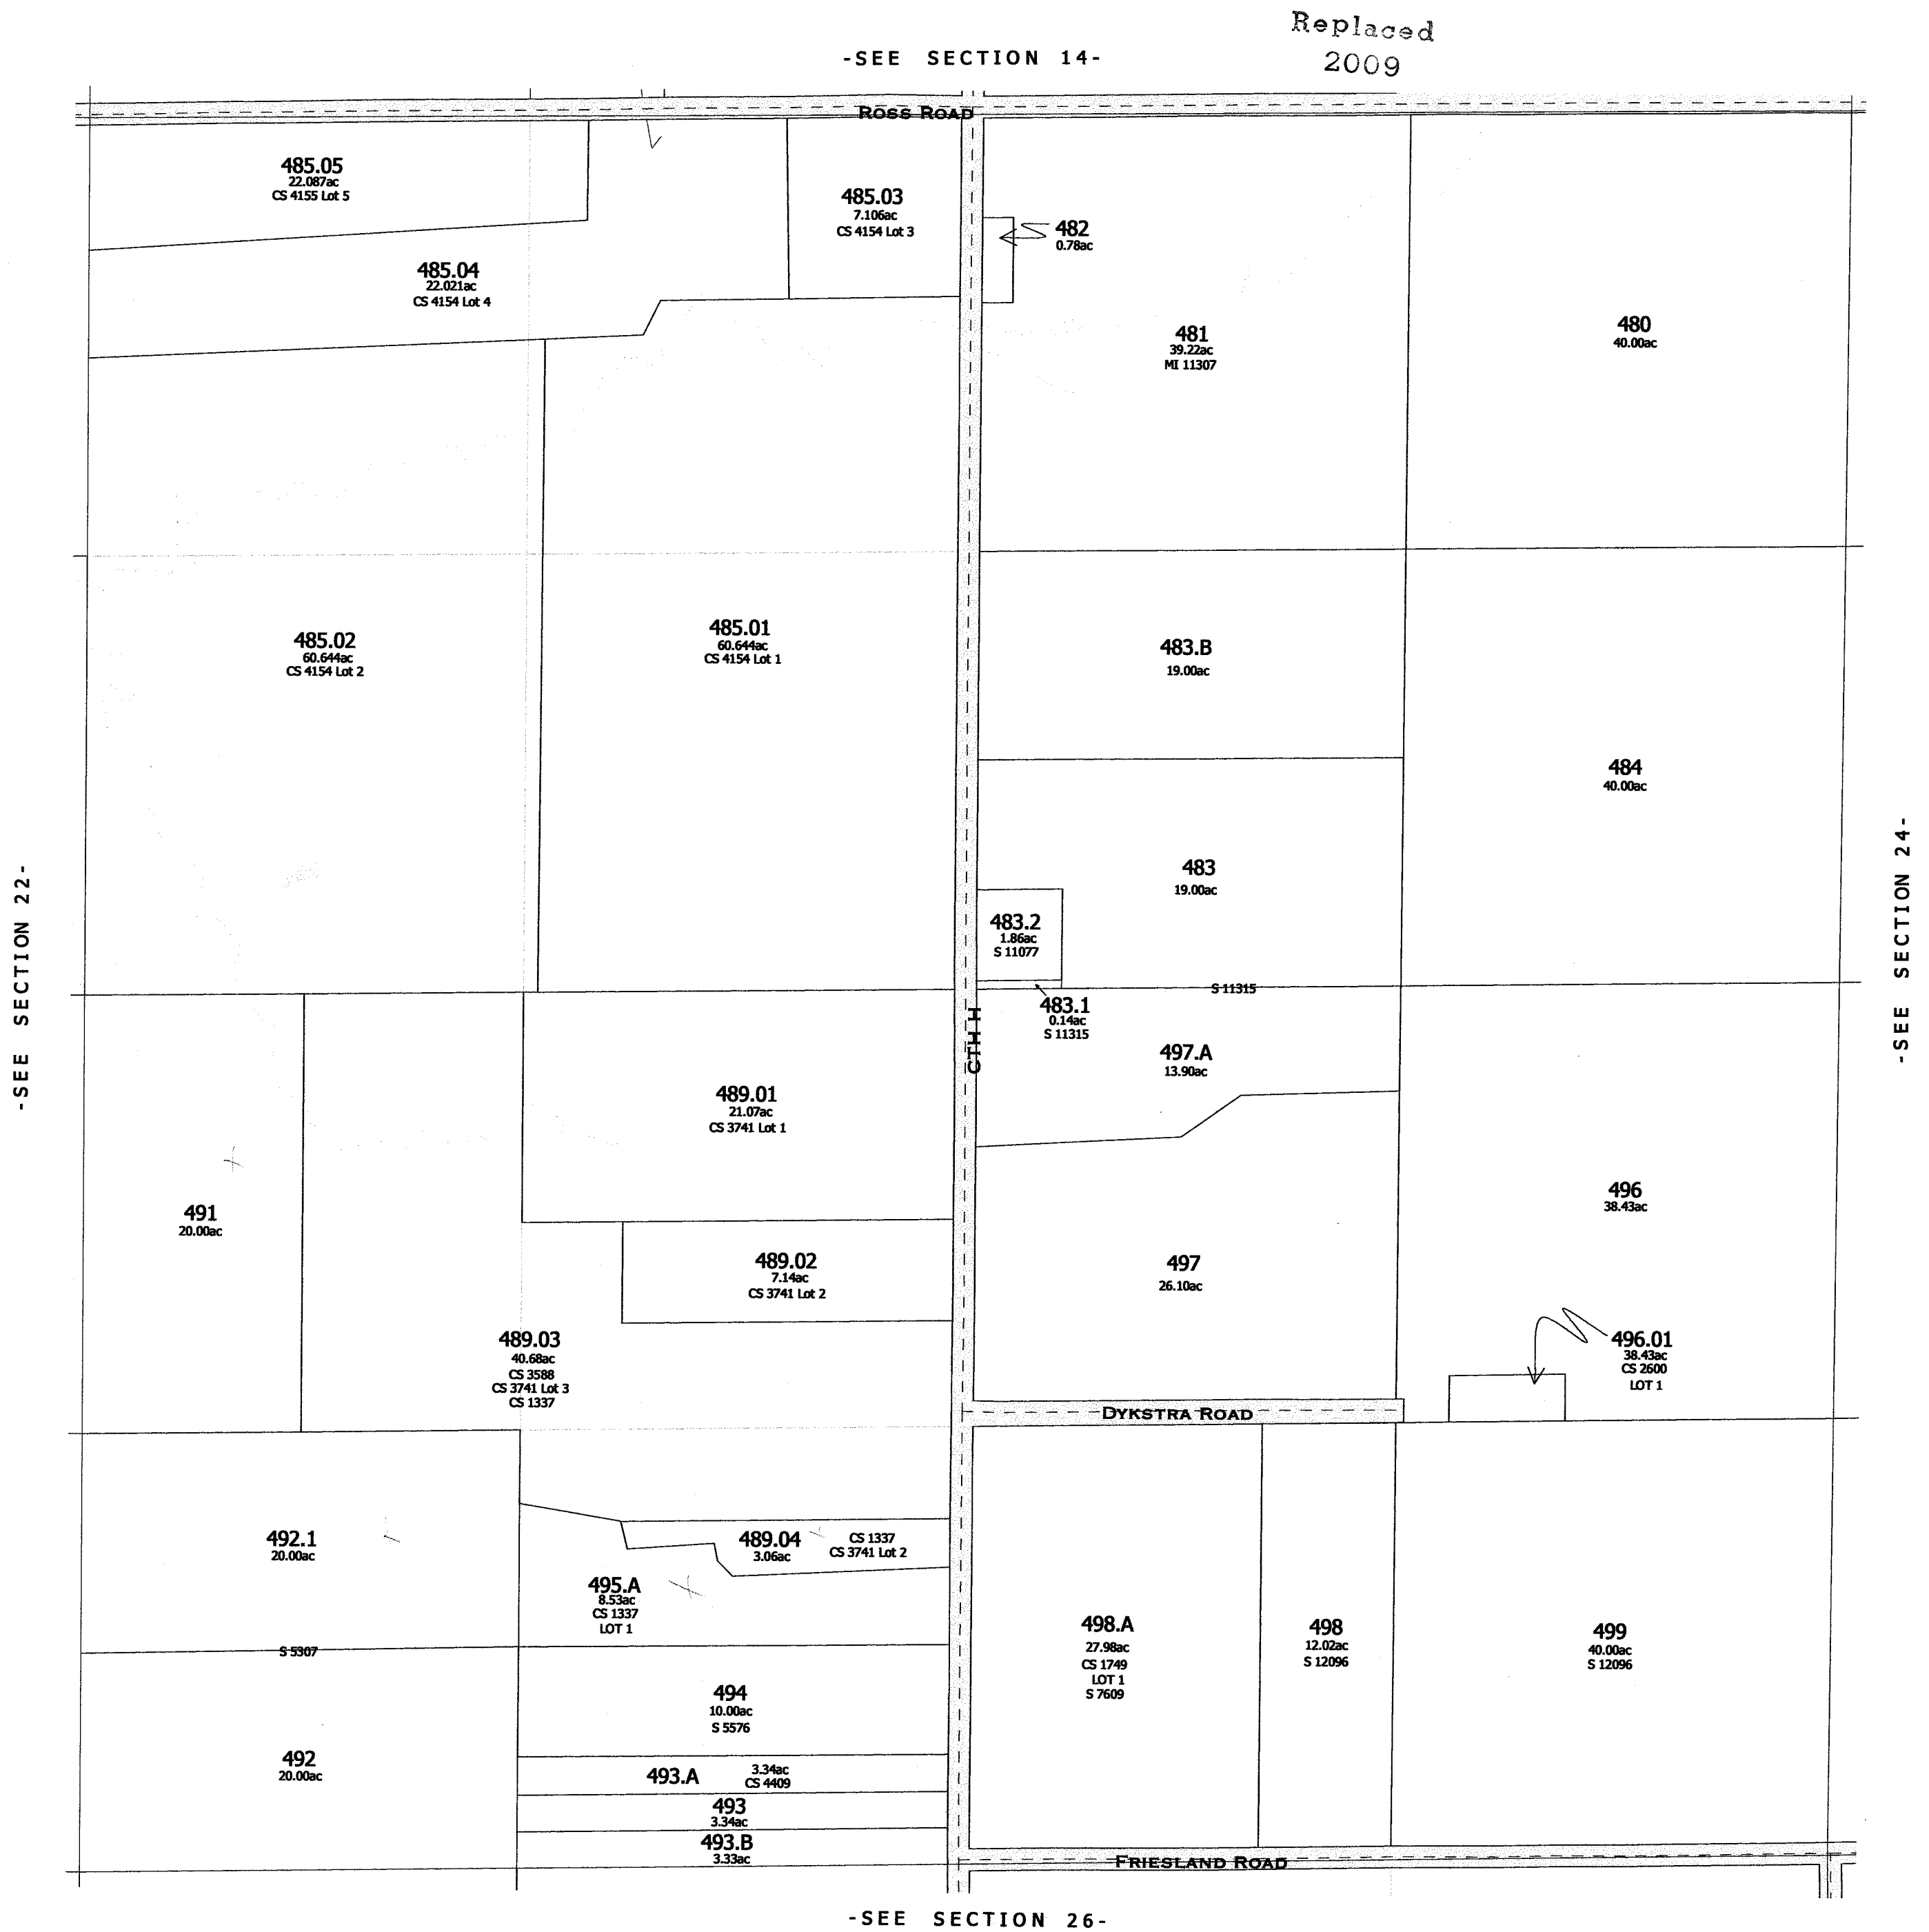 Replaced
2009
-SEE SECTION 14-
ROSS ROAD
485.05
22.087ac
CS 4155 Lot 5
485.04
22.021ac
CS 4154 Lot 4
485.03
7.106ac
CS 4154 Lot 3
482
0.78ac
481
39.22ac
MI 11307
480
40.00ac
485.02
60.644ac
CS 4154 Lot 2
485.01
60.644ac
CS 4154 Lot 1
483.B
19.00ac
484
40.00ac
483
19.00ac
483.2
1.86ac
S 11077
S 11315
483.1
0.14ac
S 11315
-SEE SECTION 22-
-SEE SECTION 24-
CTH H
497.A
13.90ac
489.01
21.07ac
CS 3741 Lot 1
491
20.00ac
496
38.43ac
489.02
7.14ac
CS 3741 Lot 2
497
26.10ac
489.03
40.68ac
CS 3588
CS 3741 Lot 3
CS 1337
496.01
38.43ac
CS 2600
LOT 1
DYKSTRA ROAD
492.1
20.00ac
489.04
3.06ac
CS 1337
CS 3741 Lot 2
495.A
8.53ac
CS 1337
LOT 1
S 5307
498.A
27.98ac
CS 1749
LOT 1
S 7609
498
12.02ac
S 12096
499
40.00ac
S 12096
494
10.00ac
S 5576
492
20.00ac
493.A
3.34ac
CS 4409
493
3.34ac
493.B
3.33ac
FRIESLAND ROAD
-SEE SECTION 26-